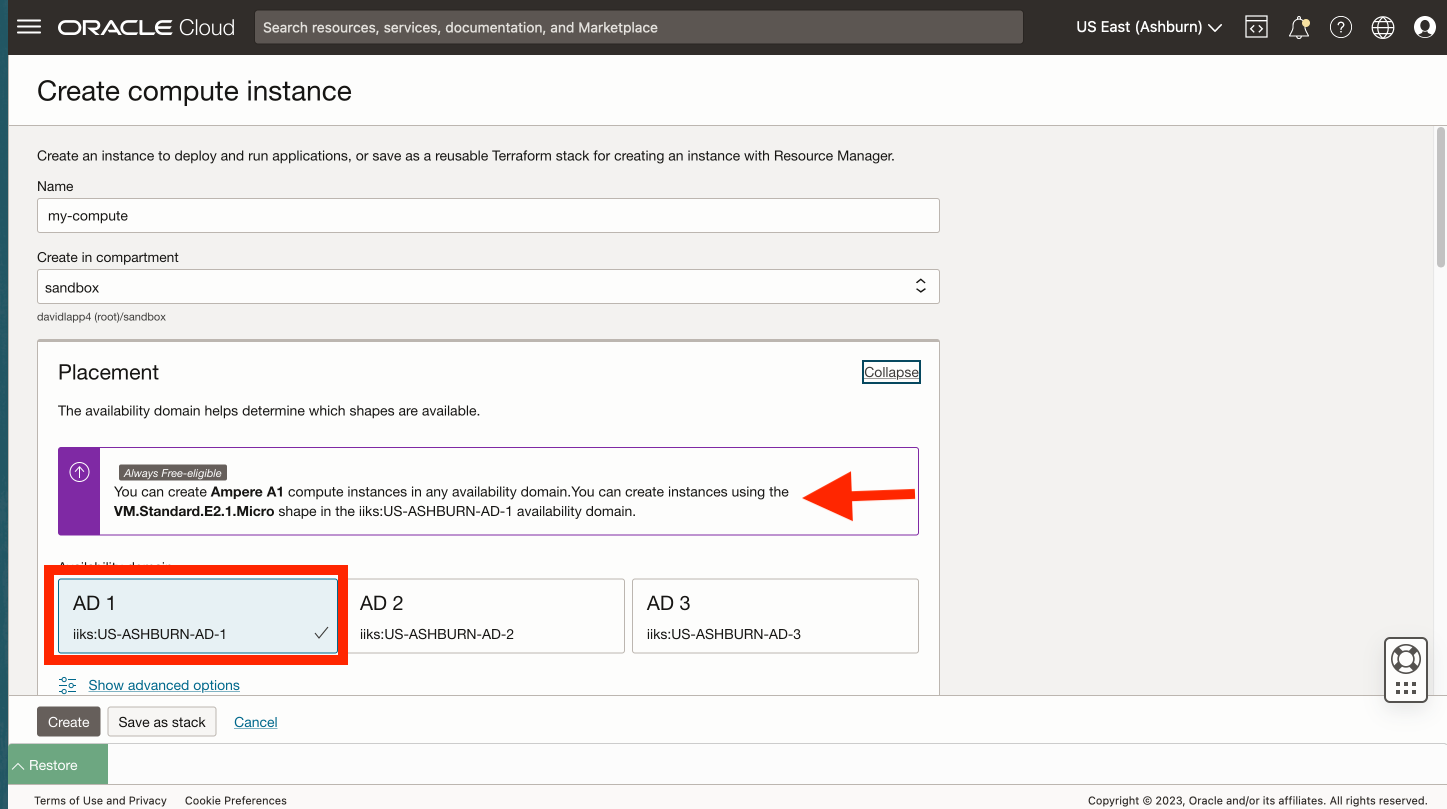 ORACLE Cloud
Search resources, services, documentation, and Marketplace
US East (Ashburn)
Create compute instance
Create an instance to deploy and run applications, or save as a reusable Terraform stack for creating an instance with Resource Manager.
Name
my-compute
Create in compartment
sandbox
davidlapp4 (root)/sandbox
Placement
Collapse
The availability domain helps determine which shapes are available.
Always Free-eligible
You can create Ampere A1 compute instances in any availability domain.You can create instances using the
VM.Standard.E2.1.Micro shape in the iiks:US-ASHBURN-AD-1 availability domain.
Availability domain
AD 1
iiks:US-ASHBURN-AD-1
AD 2
iiks:US-ASHBURN-AD-2
AD 3
iiks:US-ASHBURN-AD-3
Show advanced options
Create
Save as stack
Cancel
Restore
Terms of Use and Privacy
Cookie Preferences
Copyright © 2023, Oracle and/or its affiliates. All rights reserved.